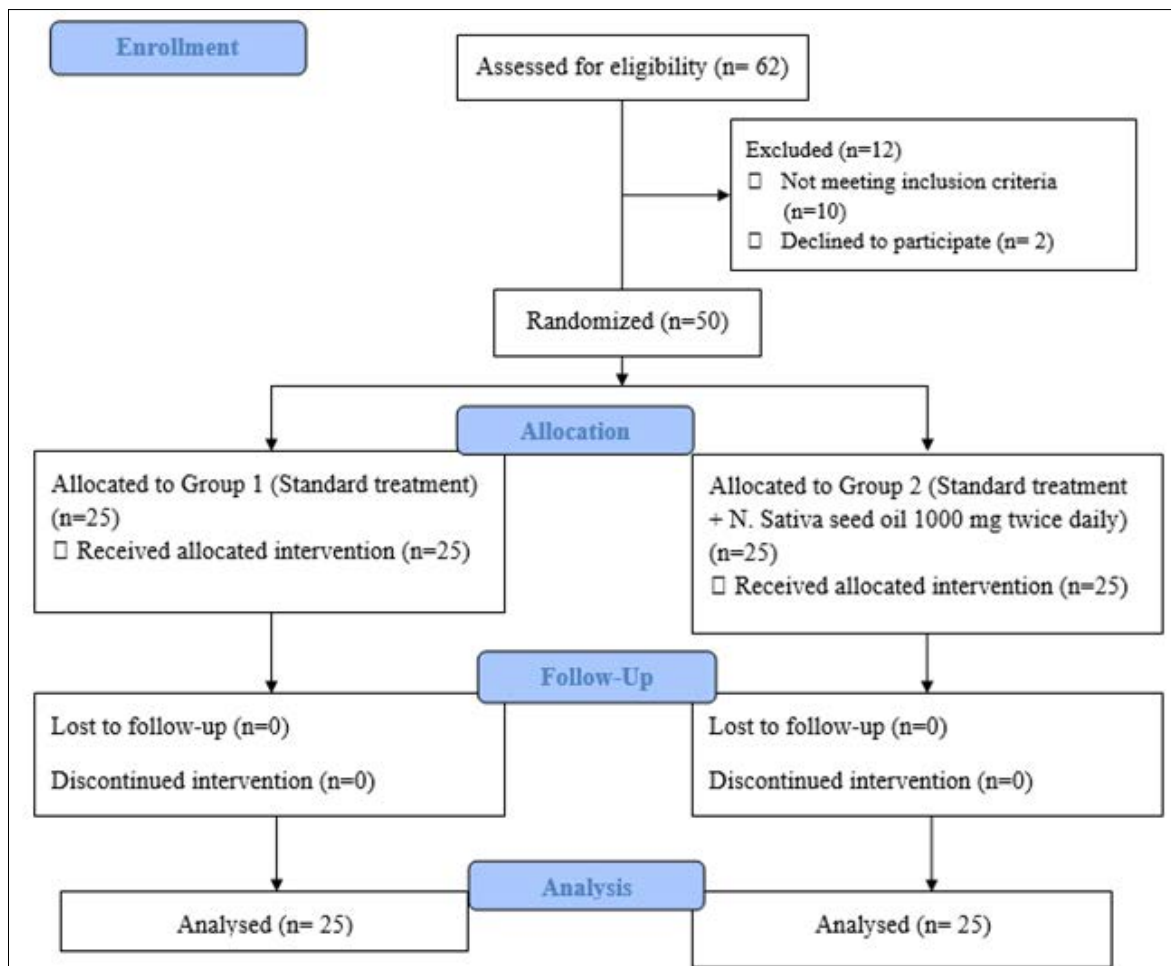 Enrollment
Assessed for eligibility (n= 62)
Excluded (n=12)
□ Not meeting inclusion criteria
(n=10)
□ Declined to participate (n= 2)
Randomized (n=50)
Allocation
Allocated to Group 1 (Standard treatment)
(n=25)
□ Received allocated intervention (n=25)
Allocated to Group 2 (Standard treatment
+ N. Sativa seed oil 1000 mg twice daily)
(n=25)
□ Received allocated intervention (n=25)
Follow-Up
Lost to follow-up (n=0)
Discontinued intervention (n=0)
Lost to follow-up (n=0)
Discontinued intervention (n=0)
Analysis
Analysed (n= 25)
Analysed (n= 25)